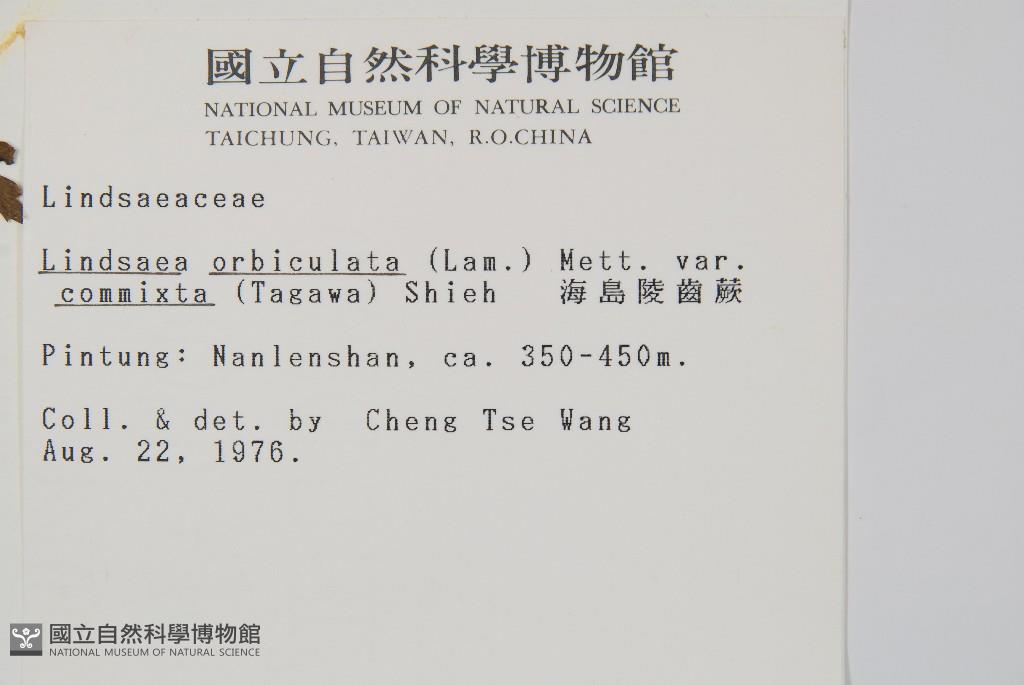 國立自然科學博物館
NATIONAL MUSEUM OF NATURAL SCIENCE
TAICHUNG, TAIWAN, R.O.CHINA
Lindsaeaceae
Lindsaea orbiculata (Lam.) Mett. var.
commixta (Tagawa) Shieh 海島陵齒蕨
Pintung: Nanlenshan, ca. 350-450m.
Coll. & det. by Cheng Tse Wang
Aug. 22, 1976.
國立自然科學博物館
NATIONAL MUSEUM OF NATURAL SCIENCE